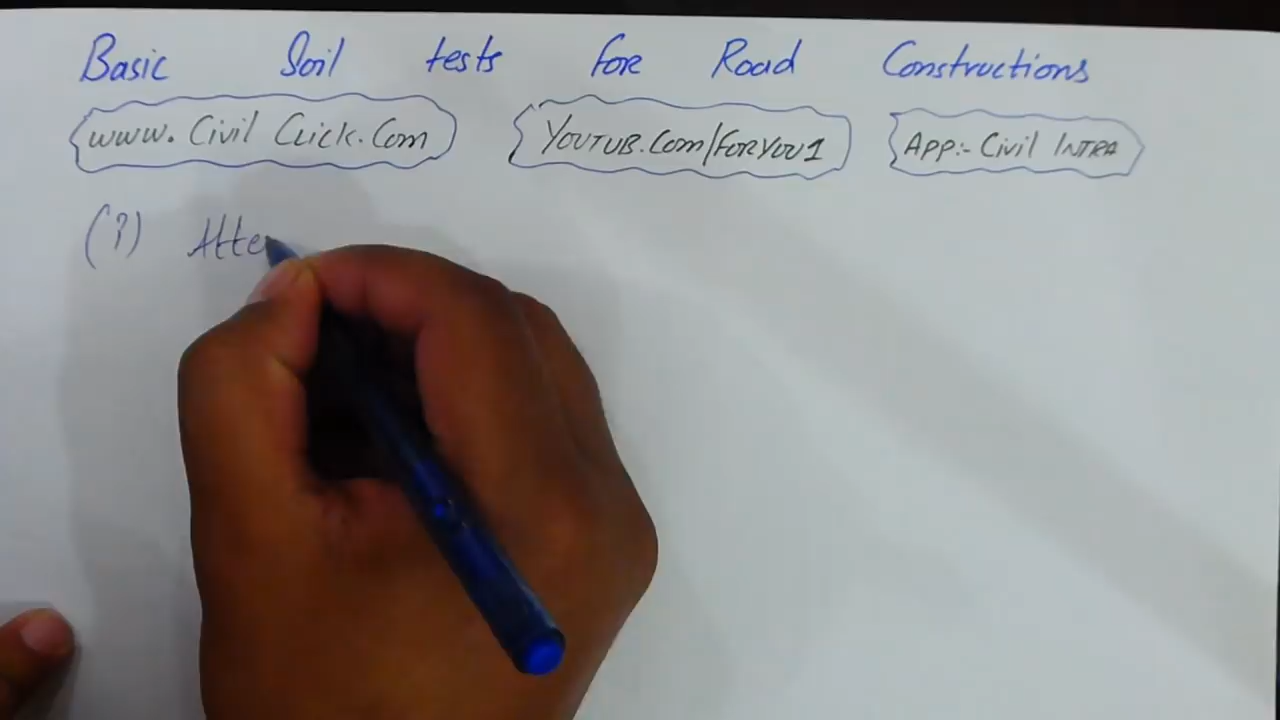 Basic Soil tests for Road Constructions
www.Civil Click.Com YOUTUB.Com/FORYOU1 APP:- Civil INTRA
(?) Atte